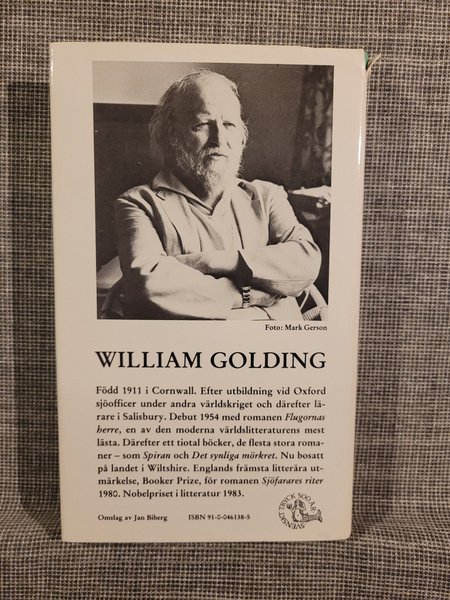 Foto: Mark Gerson
WILLIAM GOLDING
Född 1911 i Cornwall. Efter utbildning vid Oxford
sjöofficer under andra världskriget och därefter lä-
rare i Salisbury. Debut 1954 med romanen Flugornas
herre, en av den moderna världslitteraturens mest
lästa. Därefter ett tiotal böcker, de flesta stora roma-
ner – som Spiran och Det synliga mörkret. Nu bosatt
på landet i Wiltshire. Englands främsta litterära ut-
märkelse, Booker Prize, för romanen Sjöfarares riter
1980. Nobelpriset i litteratur 1983.
Omslag av Jan Biberg ISBN 91-0-046138-5
SVENSKT TRYCK 500 ÅR